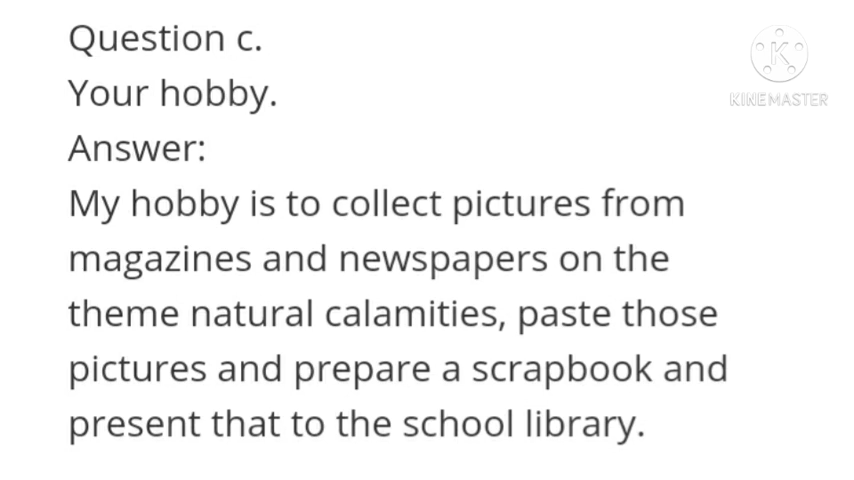 Question c.
Your hobby.
Answer:
My hobby is to collect pictures from
magazines and newspapers on the
theme natural calamities, paste those
pictures and prepare a scrapbook and
present that to the school library.
K
KINEMASTER